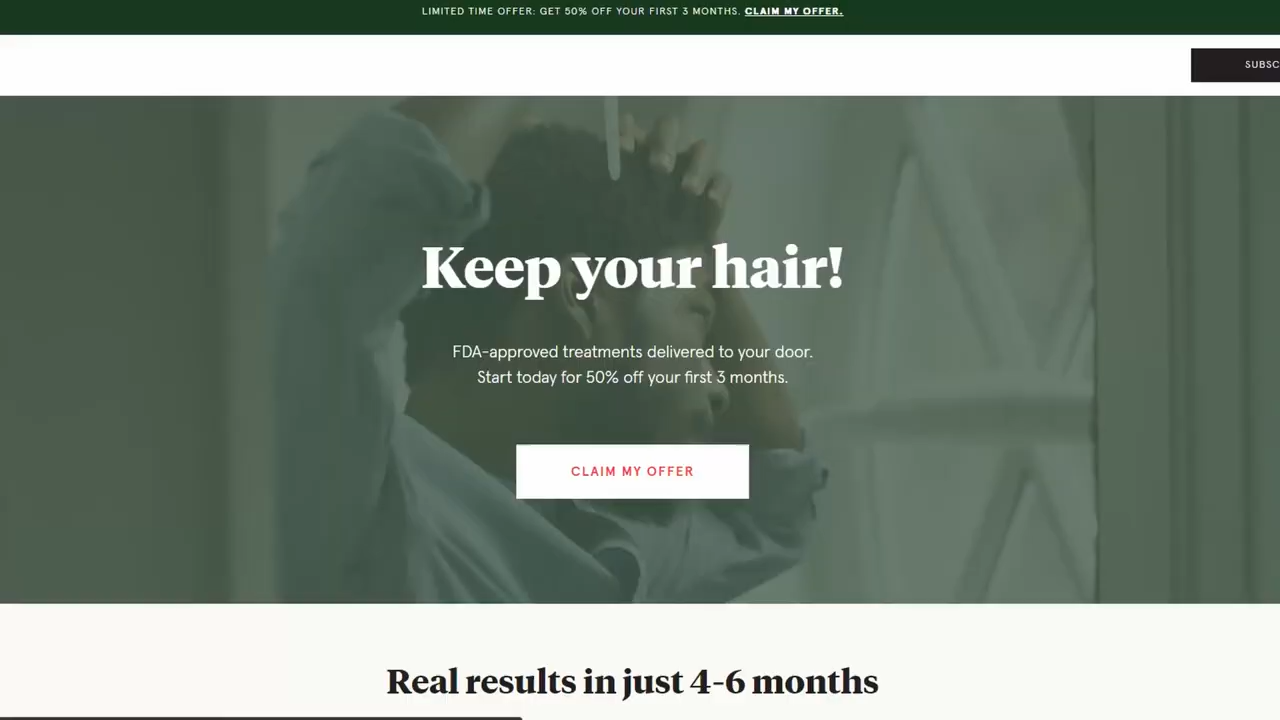 LIMITED TIME OFFER: GET 50% OFF YOUR FIRST 3 MONTHS. CLAIM MY OFFER.
SUBSC
Keep your hair!
FDA-approved treatments delivered to your door.
Start today for 50% off your first 3 months.
CLAIM MY OFFER
Real results in just 4-6 months